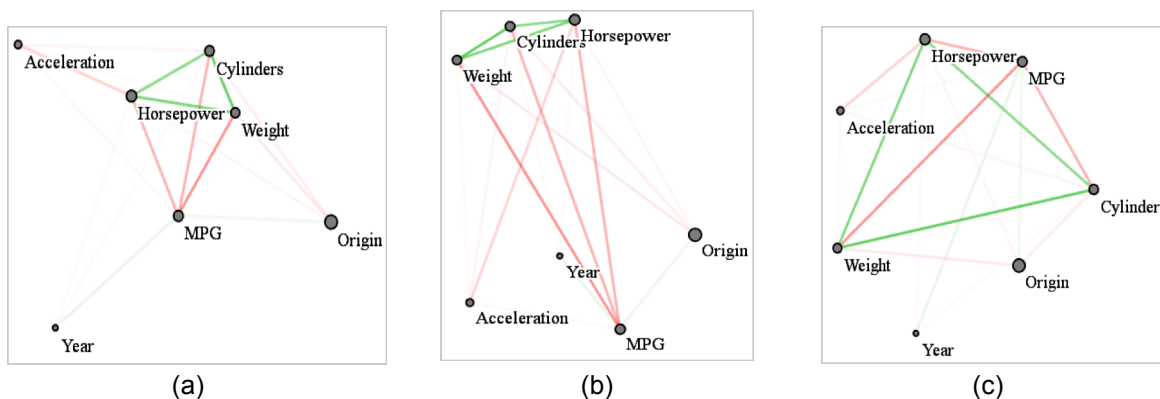 Acceleration
Cylinders
Horsepower
Weight
MPG
Origin
Year
(a)
Cylinders
Horsepower
Weight
Origin
Year
Acceleration
MPG
(b)
Horsepower
MPG
Acceleration
Cylinder
Weight
Origin
Year
(c)